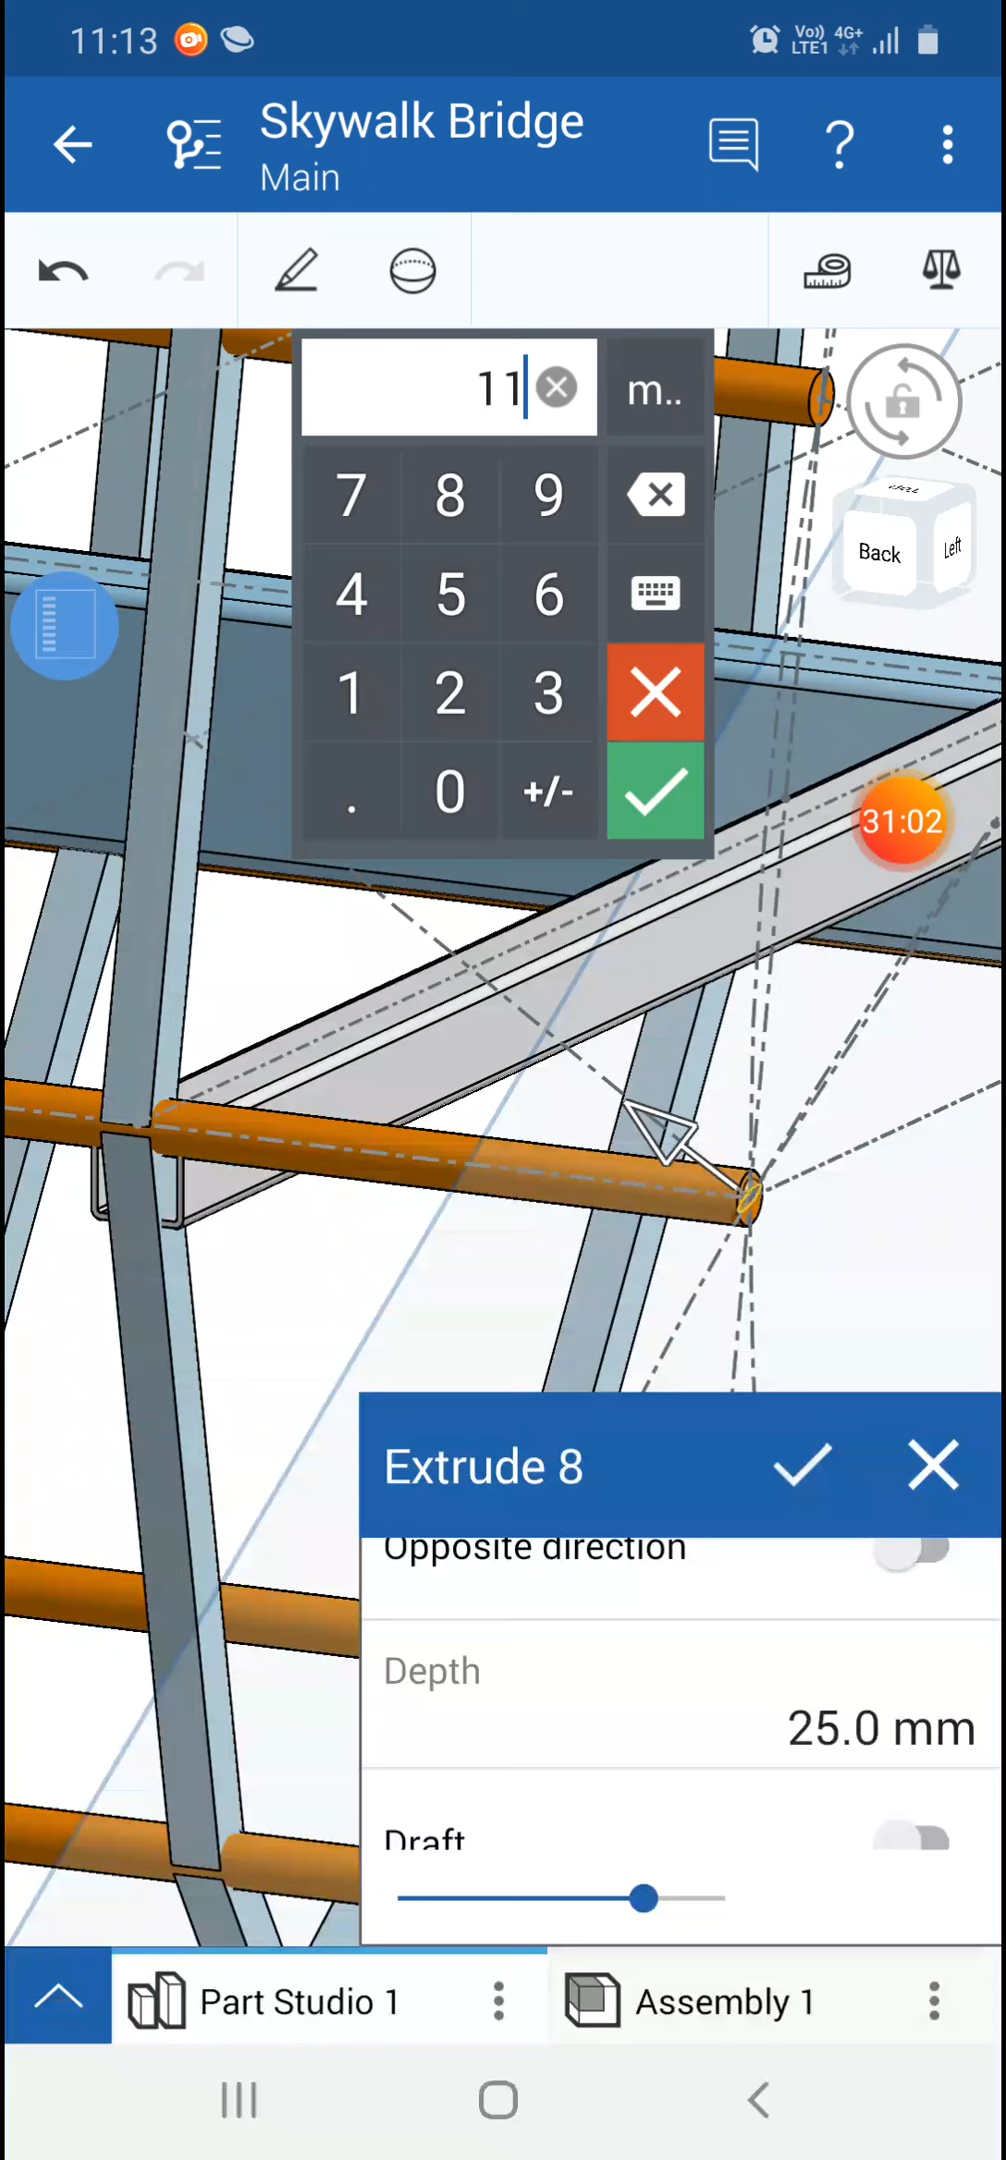 11:13
Vo)) 4G+
LTE1
Skywalk Bridge
Main
?
11
m..
7 8 9
4 5 6
1 2 3
. 0 +/-
Back
Left
31:02
Extrude 8
Opposite direction
Depth
25.0 mm
Draft
Part Studio 1
Assembly 1